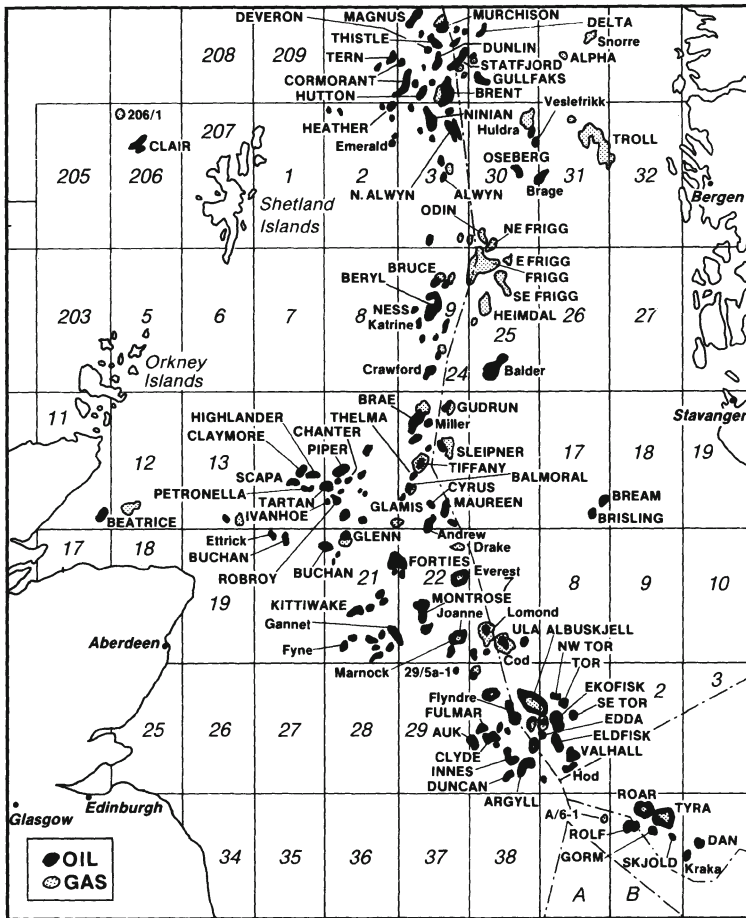 DEVERON MAGNUS MURCHISON
DELTA
THISTLE Snorre
208 209 TERN DUNLIN
STATFJORD ALPHA
CORMORANT GULLFAKS
HUTTON BRENT
206/1 Veslefrikk
207 NINIAN
HEATHER Huldra TROLL
CLAIR Emerald
OSEBERG
205 206 1 2 3 30 31 32
Shetland
Islands
N. ALWYN ALWYN Brage Bergen
ODIN
NE FRIGG
BRUCE E FRIGG
BERYL FRIGG
SE FRIGG
NESS HEIMDAL
203 5 6 7 8 9 25 26 27
Katrine
Orkney
Islands
Crawford 24 Balder
11 BRAE GUDRUN Stavanger
HIGHLANDER THELMA Miller
CLAYMORE CHANTER
12 13 PIPER SLEIPNER 17 18 19
SCAPA TIFFANY
PETRONELLA BALMORAL
TARTAN CYRUS BREAM
BEATRICE IVANHOE GLAMIS MAUREEN BRISLING
Ettrick GLENN Andrew
17 18 BUCHAN Drake
ROBROY BUCHAN FORTIES
21 22 Everest 7 8 9 10
19 MONTROSE
KITTIWAKE Joanne Lomond
Gannet ULA ALBUSKJELL
Aberdeen Fyne Cod NW TOR
Marnock 29/5a-1 TOR
EKOFISK 2 3
Flyndre SE TOR
25 26 27 28 29 FULMAR EDDA
AUK ELDFISK
CLYDE VALHALL
INNES Hod
DUNCAN
ARGYLL
Edinburgh ROAR
Glasgow A/6-1 TYRA
ROLF DAN
OIL GORM
GAS 34 35 36 37 38 SKJOLD Kraka
A B